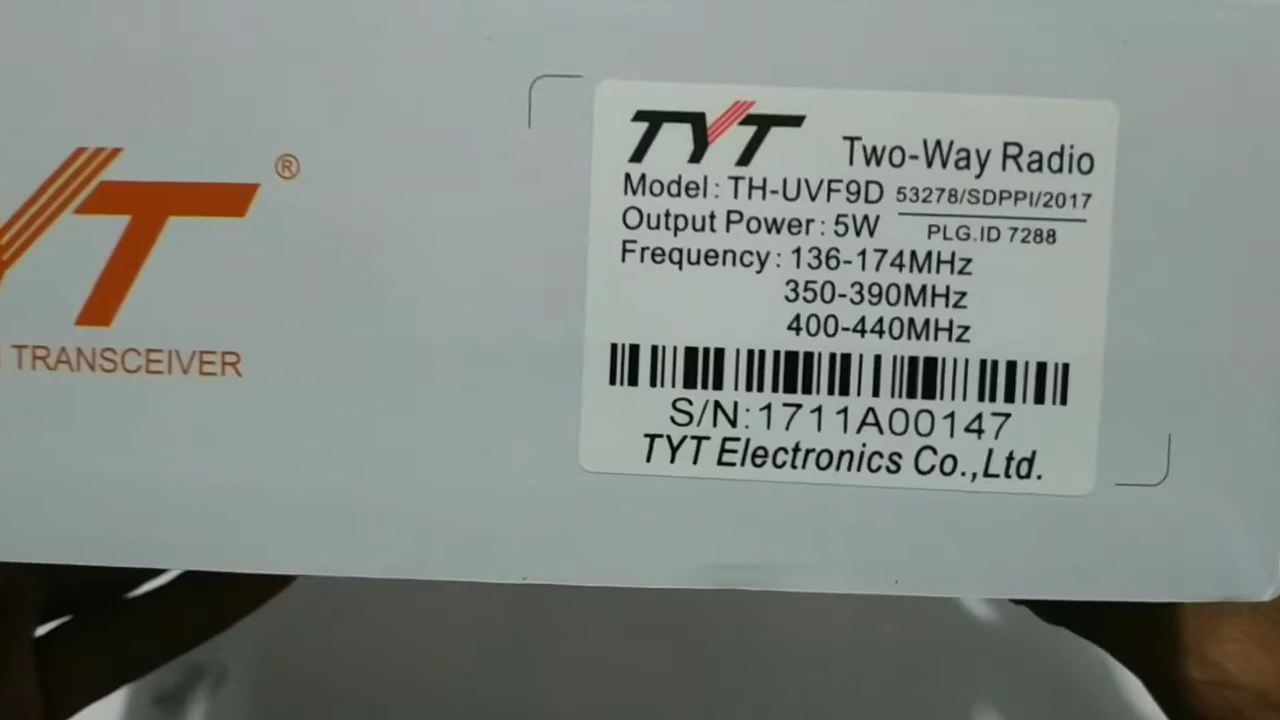 YT®
TRANSCEIVER
TYT Two-Way Radio
Model: TH-UVF9D 53278/SDPPI/2017
Output Power: 5W PLG.ID 7288
Frequency: 136-174MHz
350-390MHz
400-440MHz
S/N:1711A00147
TYT Electronics Co.,Ltd.